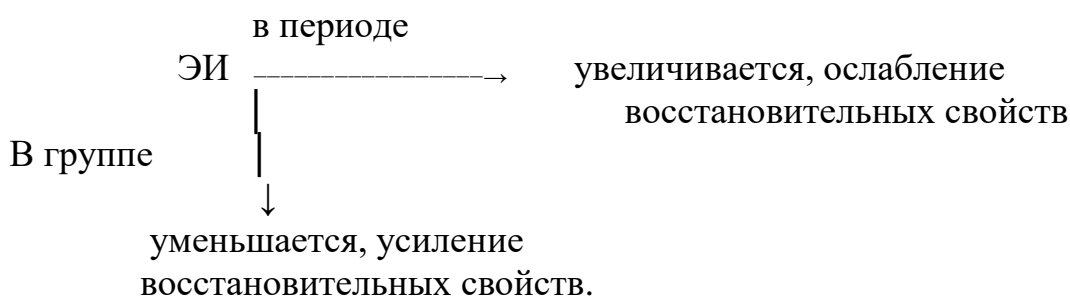 в периоде
ЭИ → увеличивается, ослабление
восстановительных свойств
В группе
↓
уменьшается, усиление
восстановительных свойств.